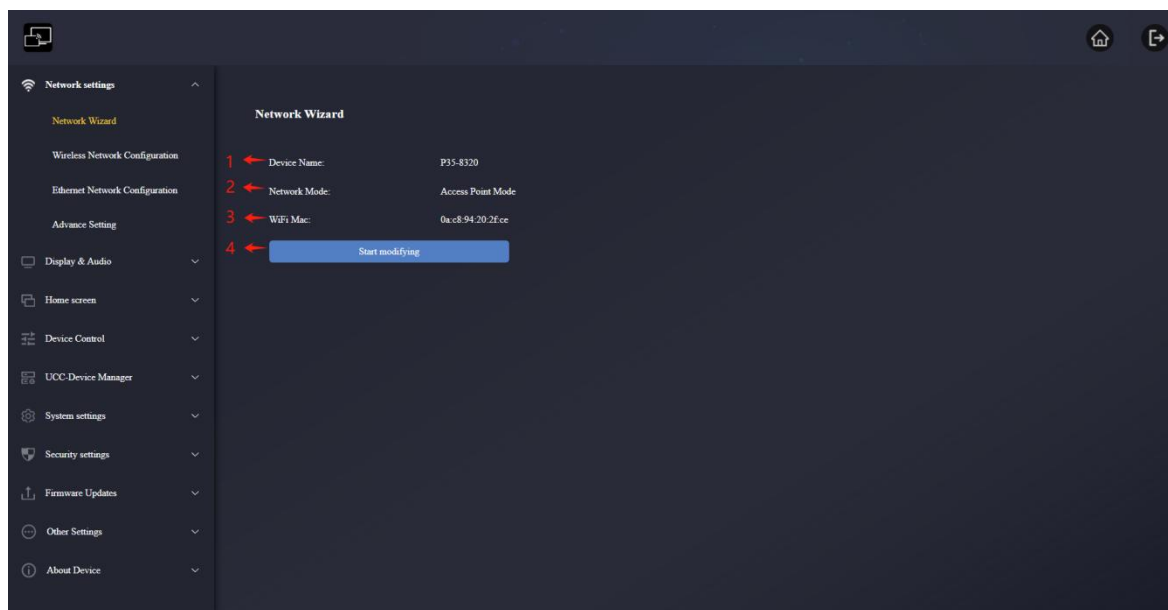 Network settings
Network Wizard
Wireless Network Configuration
Ethernet Network Configuration
Advance Setting
Display & Audio
Home screen
Device Control
UCC-Device Manager
System settings
Security settings
Firmware Updates
Other Settings
About Device
Network Wizard
1 Device Name: P35-8320
2 Network Mode: Access Point Mode
3 WiFi Mac: 0a:c8:94:20:2f:ce
4 Start modifying